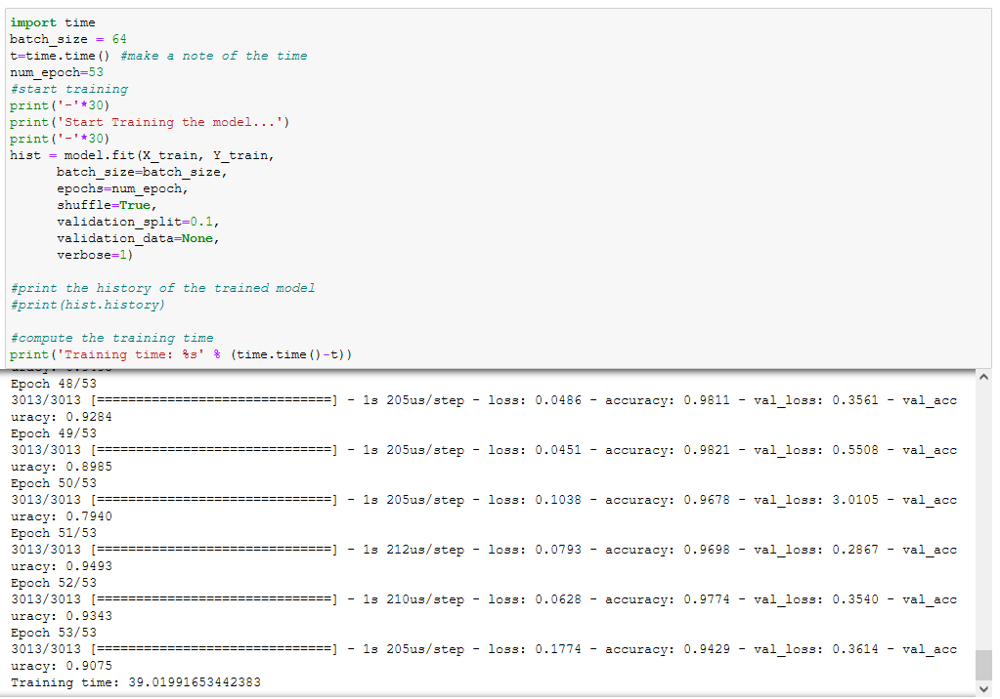 import time
batch_size = 64
t=time.time() #make a note of the time
num_epoch=53
#start training
print('-'*30)
print('Start Training the model...')
print('-'*30)
hist = model.fit(X_train, Y_train,
      batch_size=batch_size,
      epochs=num_epoch,
      shuffle=True,
      validation_split=0.1,
      validation_data=None,
      verbose=1)
#print the history of the trained model
#print(hist.history)
#compute the training time
print('Training time: %s' % (time.time()-t))
Epoch 48/53
3013/3013 [==============================] - 1s 205us/step - loss: 0.0486 - accuracy: 0.9811 - val_loss: 0.3561 - val_acc
uracy: 0.9284
Epoch 49/53
3013/3013 [==============================] - 1s 205us/step - loss: 0.0451 - accuracy: 0.9821 - val_loss: 0.5508 - val_acc
uracy: 0.8985
Epoch 50/53
3013/3013 [==============================] - 1s 205us/step - loss: 0.1038 - accuracy: 0.9678 - val_loss: 3.0105 - val_acc
uracy: 0.7940
Epoch 51/53
3013/3013 [==============================] - 1s 212us/step - loss: 0.0793 - accuracy: 0.9698 - val_loss: 0.2867 - val_acc
uracy: 0.9493
Epoch 52/53
3013/3013 [==============================] - 1s 210us/step - loss: 0.0628 - accuracy: 0.9774 - val_loss: 0.3540 - val_acc
uracy: 0.9343
Epoch 53/53
3013/3013 [==============================] - 1s 205us/step - loss: 0.1774 - accuracy: 0.9429 - val_loss: 0.3614 - val_acc
uracy: 0.9075
Training time: 39.01991653442383